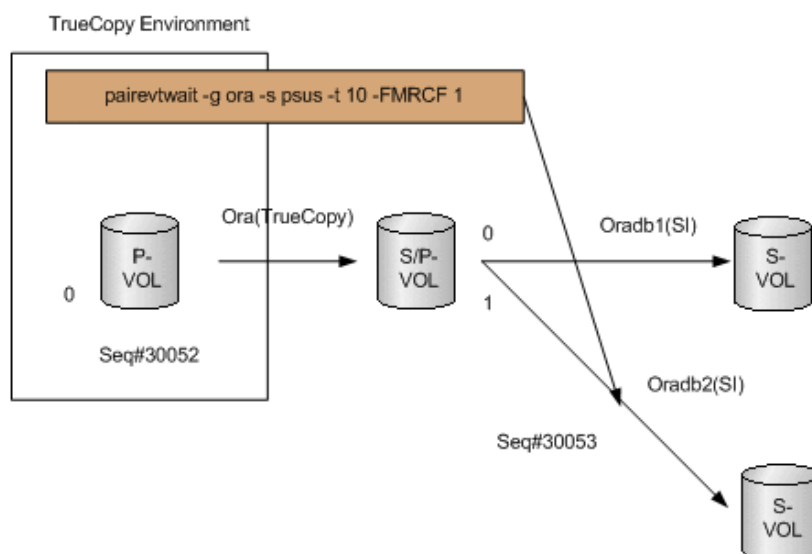 TrueCopy Environment
pairevtwait -g ora -s psus -t 10 -FMRCF 1
Ora(TrueCopy)
Oradb1(SI)
P-
VOL
S/P-
VOL
S-
VOL
0
0
1
Seq#30052
Oradb2(SI)
Seq#30053
S-
VOL